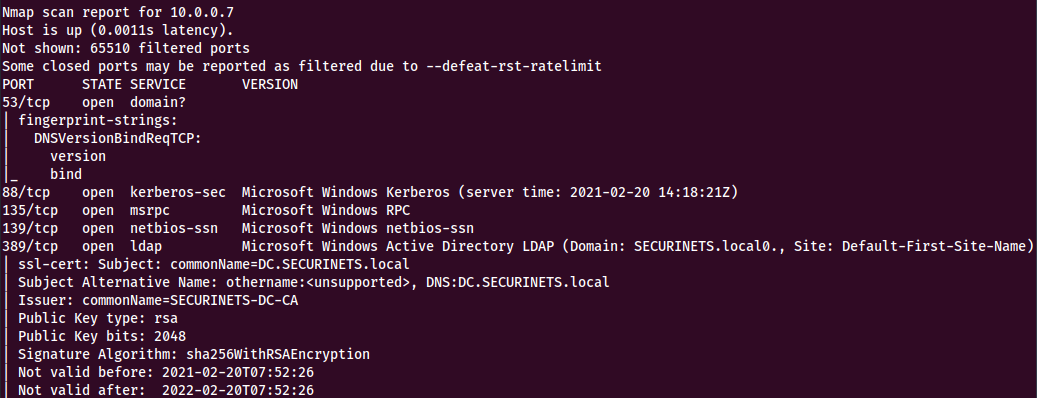 Nmap scan report for 10.0.0.7
Host is up (0.0011s latency).
Not shown: 65510 filtered ports
Some closed ports may be reported as filtered due to --defeat-rst-ratelimit
PORT      STATE SERVICE       VERSION
53/tcp    open  domain?
| fingerprint-strings:
|   DNSVersionBindReqTCP:
|     version
|_    bind
88/tcp    open  kerberos-sec  Microsoft Windows Kerberos (server time: 2021-02-20 14:18:21Z)
135/tcp   open  msrpc         Microsoft Windows RPC
139/tcp   open  netbios-ssn   Microsoft Windows netbios-ssn
389/tcp   open  ldap          Microsoft Windows Active Directory LDAP (Domain: SECURINETS.local0., Site: Default-First-Site-Name)
| ssl-cert: Subject: commonName=DC.SECURINETS.local
| Subject Alternative Name: othername:<unsupported>, DNS:DC.SECURINETS.local
| Issuer: commonName=SECURINETS-DC-CA
| Public Key type: rsa
| Public Key bits: 2048
| Signature Algorithm: sha256WithRSAEncryption
| Not valid before: 2021-02-20T07:52:26
| Not valid after:  2022-02-20T07:52:26